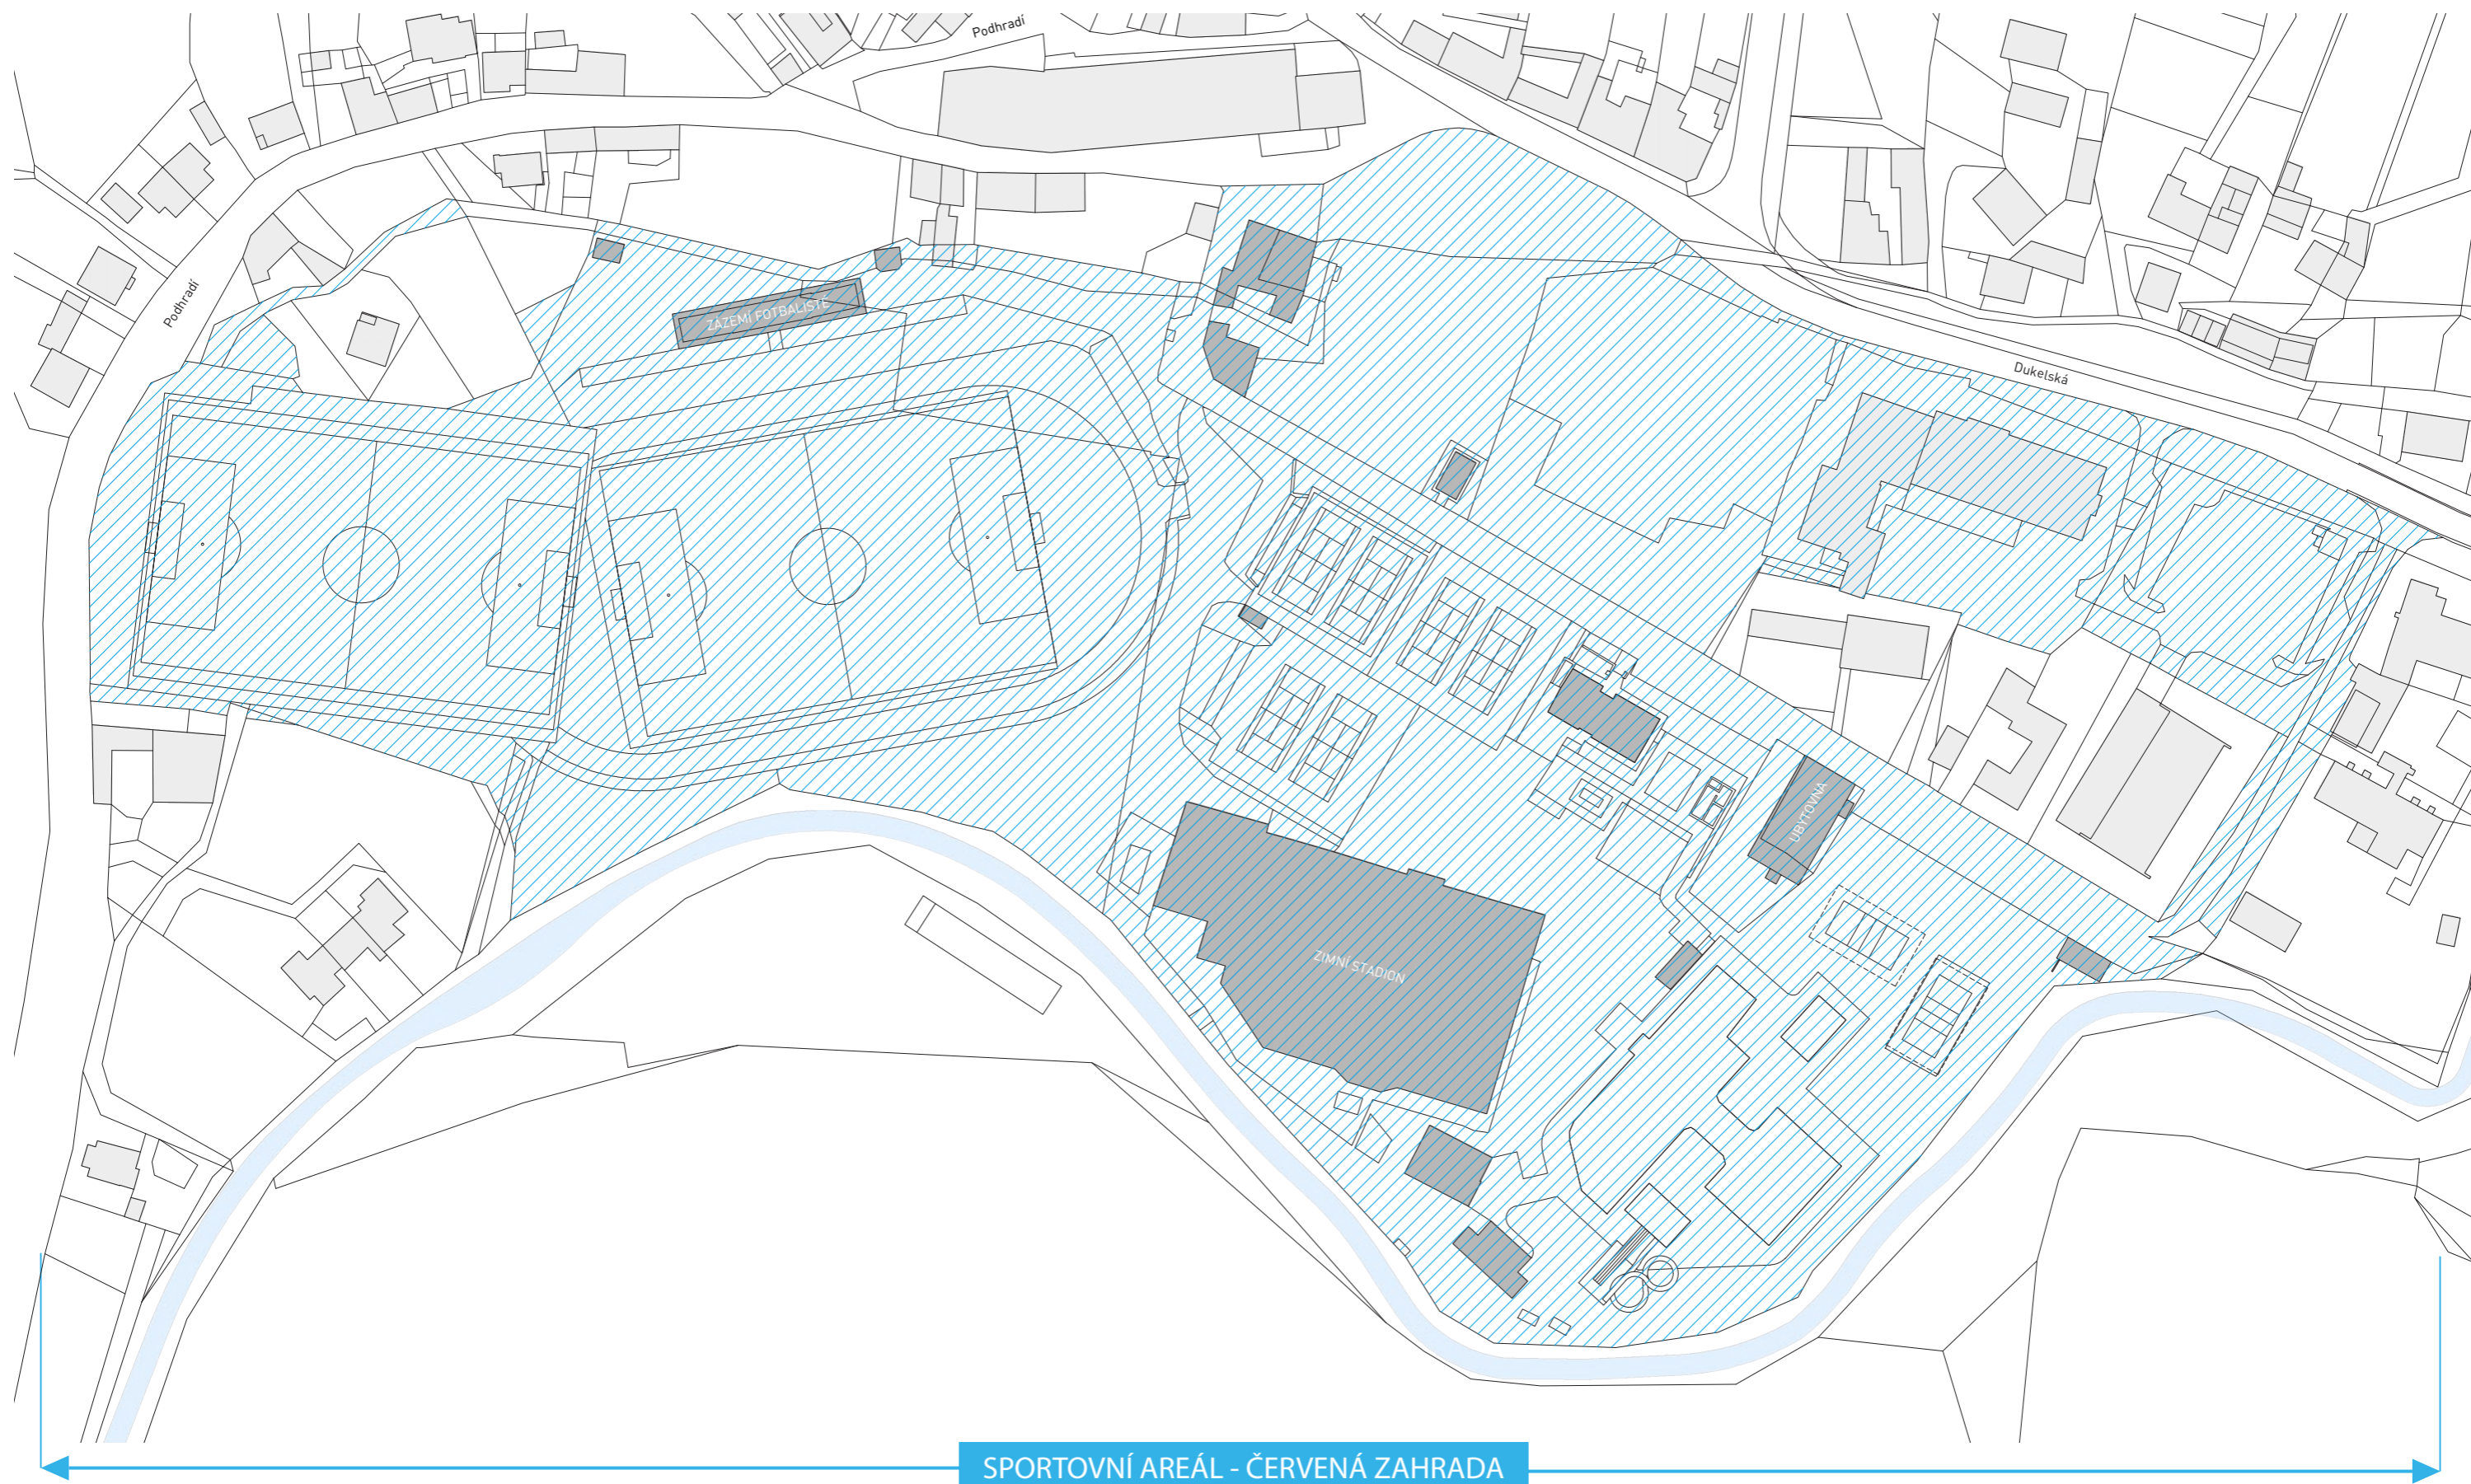 Podhradí
Podhradí
ZÁZEMÍ FOTBALISTÉ
Dukelská
UBYTOVNA
ZIMNÍ STADION
SPORTOVNÍ AREÁL - ČERVENÁ ZAHRADA